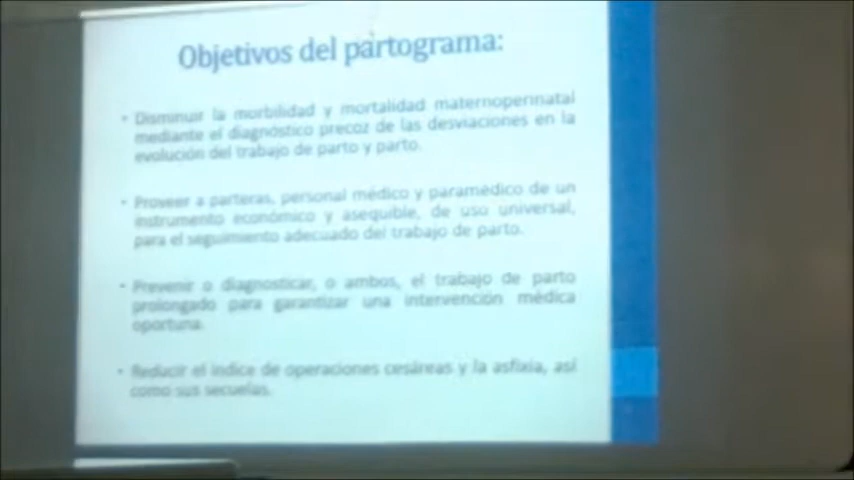 Objetivos del partograma:
• Disminuir la morbilidad y mortalidad maternoperinatal
mediante el diagnóstico precoz de las desviaciones en la
evolución del trabajo de parto y parto.
• Proveer a parteras, personal médico y paramédico de un
instrumento económico y asequible, de uso universal,
para el seguimiento adecuado del trabajo de parto.
• Prevenir o diagnosticar, o ambos, el trabajo de parto
prolongado para garantizar una intervención médica
oportuna.
• Reducir el índice de operaciones cesáreas y la asfixia, así
como sus secuelas.